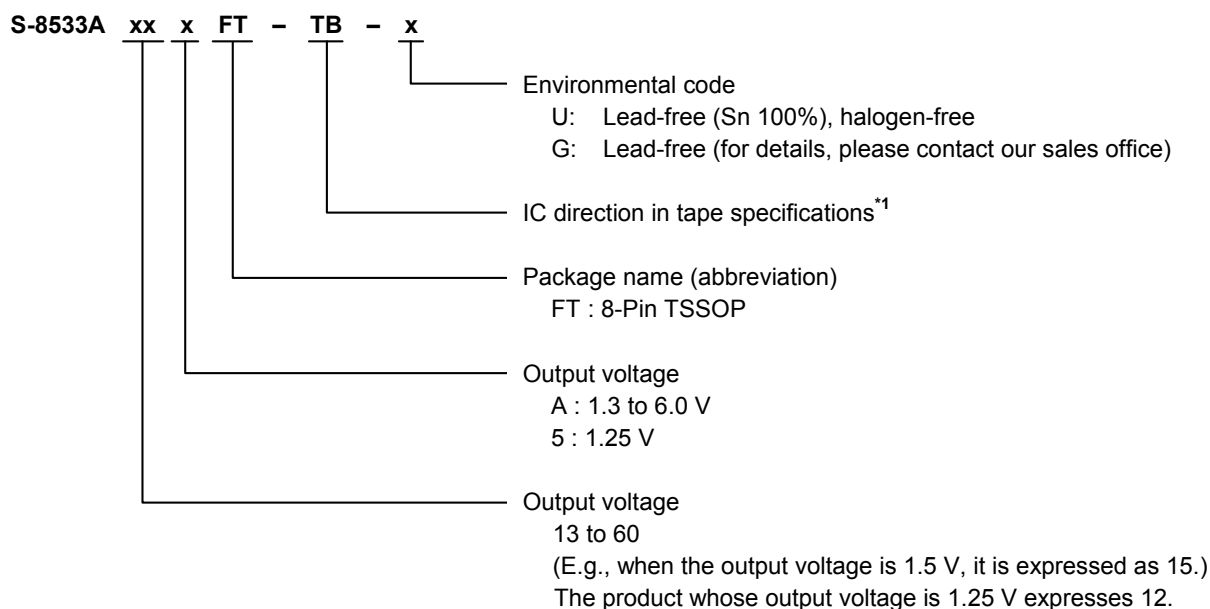 S-8533A xx x FT – TB – x
Environmental code
U: Lead-free (Sn 100%), halogen-free
G: Lead-free (for details, please contact our sales office)
IC direction in tape specifications*1
Package name (abbreviation)
FT : 8-Pin TSSOP
Output voltage
A : 1.3 to 6.0 V
5 : 1.25 V
Output voltage
13 to 60
(E.g., when the output voltage is 1.5 V, it is expressed as 15.)
The product whose output voltage is 1.25 V expresses 12.